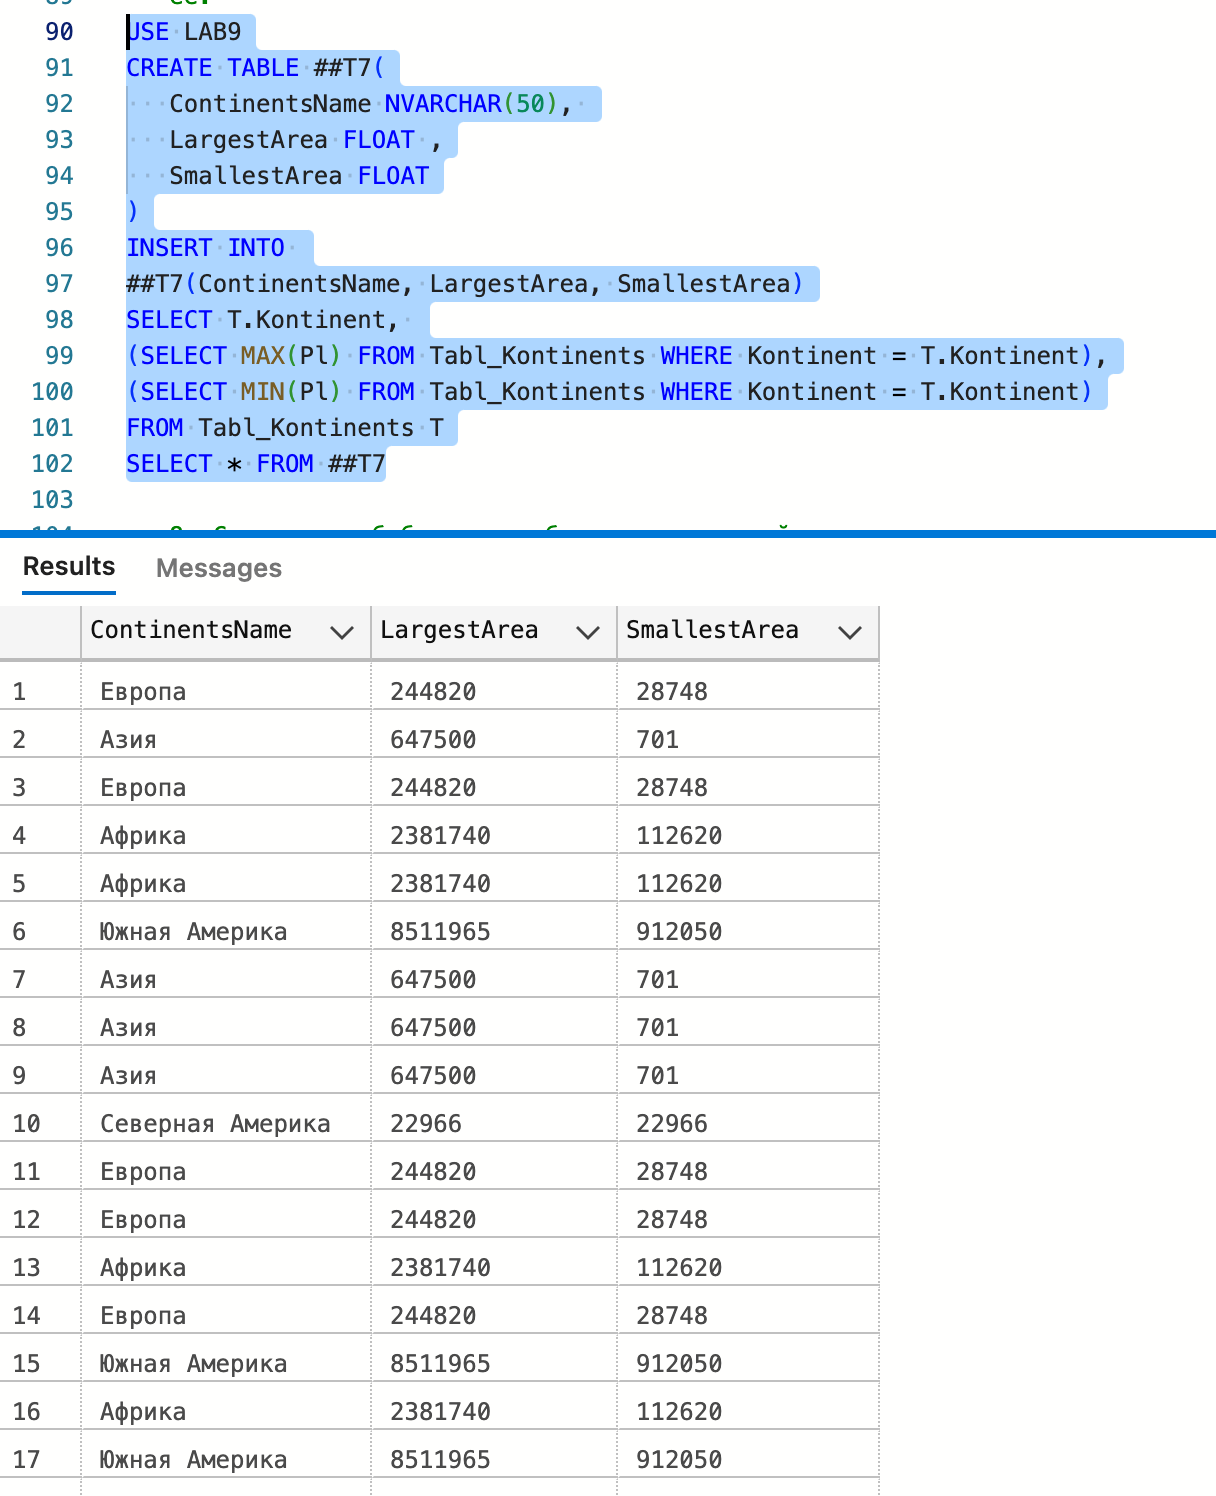 90 USE LAB9
91 CREATE TABLE ##T7(
92 ContinentsName NVARCHAR(50),
93 LargestArea FLOAT ,
94 SmallestArea FLOAT
95 )
96 INSERT INTO
97 ##T7(ContinentsName, LargestArea, SmallestArea)
98 SELECT T.Kontinent,
99 (SELECT MAX(Pl) FROM Tabl_Kontinents WHERE Kontinent = T.Kontinent),
100 (SELECT MIN(Pl) FROM Tabl_Kontinents WHERE Kontinent = T.Kontinent)
101 FROM Tabl_Kontinents T
102 SELECT * FROM ##T7
103
Results Messages
ContinentsName LargestArea SmallestArea
1 Европа 244820 28748
2 Азия 647500 701
3 Европа 244820 28748
4 Африка 2381740 112620
5 Африка 2381740 112620
6 Южная Америка 8511965 912050
7 Азия 647500 701
8 Азия 647500 701
9 Азия 647500 701
10 Северная Америка 22966 22966
11 Европа 244820 28748
12 Европа 244820 28748
13 Африка 2381740 112620
14 Европа 244820 28748
15 Южная Америка 8511965 912050
16 Африка 2381740 112620
17 Южная Америка 8511965 912050